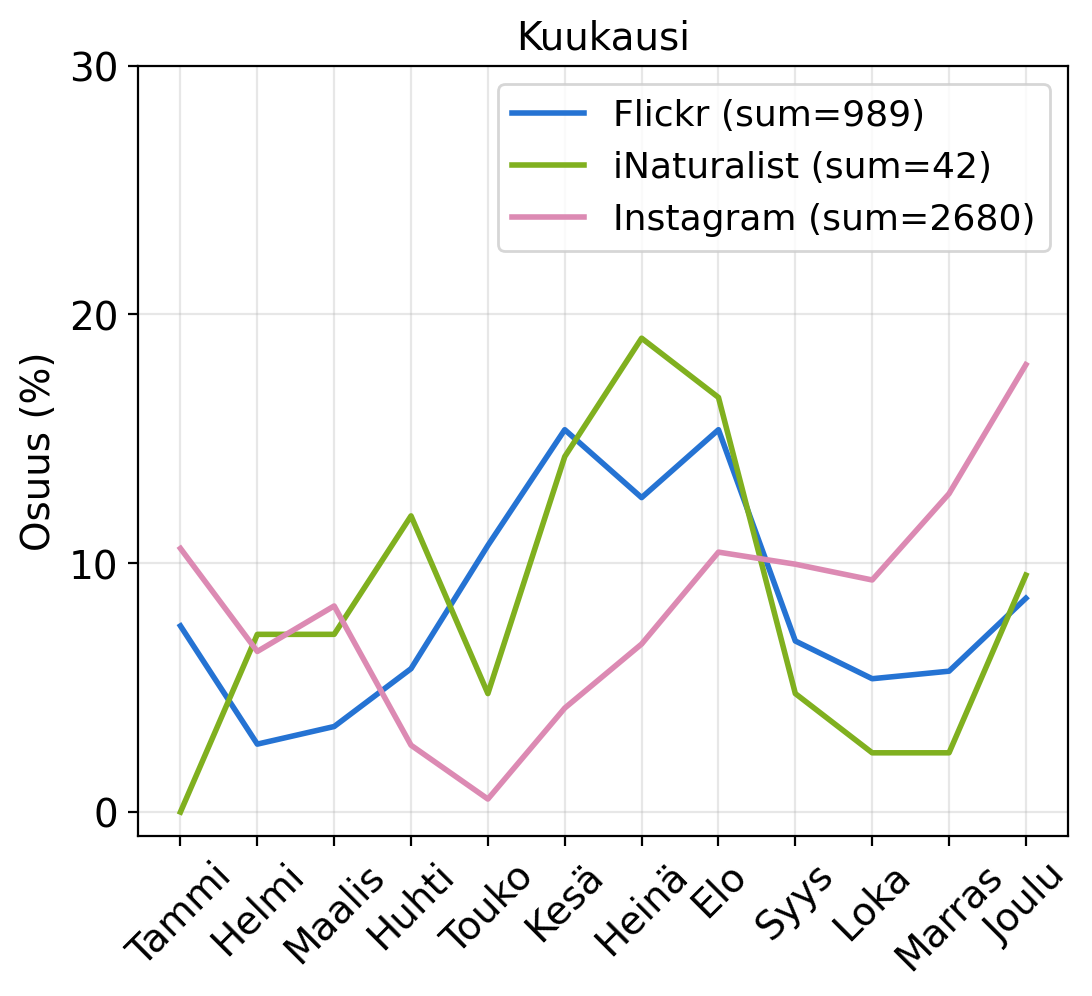 Kuukausi
30
20
10
0
Osuus (%)
Flickr (sum=989)
iNaturalist (sum=42)
Instagram (sum=2680)
Tammi
Helmi
Maalis
Huhti
Touko
Kesä
Heinä
Elo
Syys
Loka
Marras
Joulu